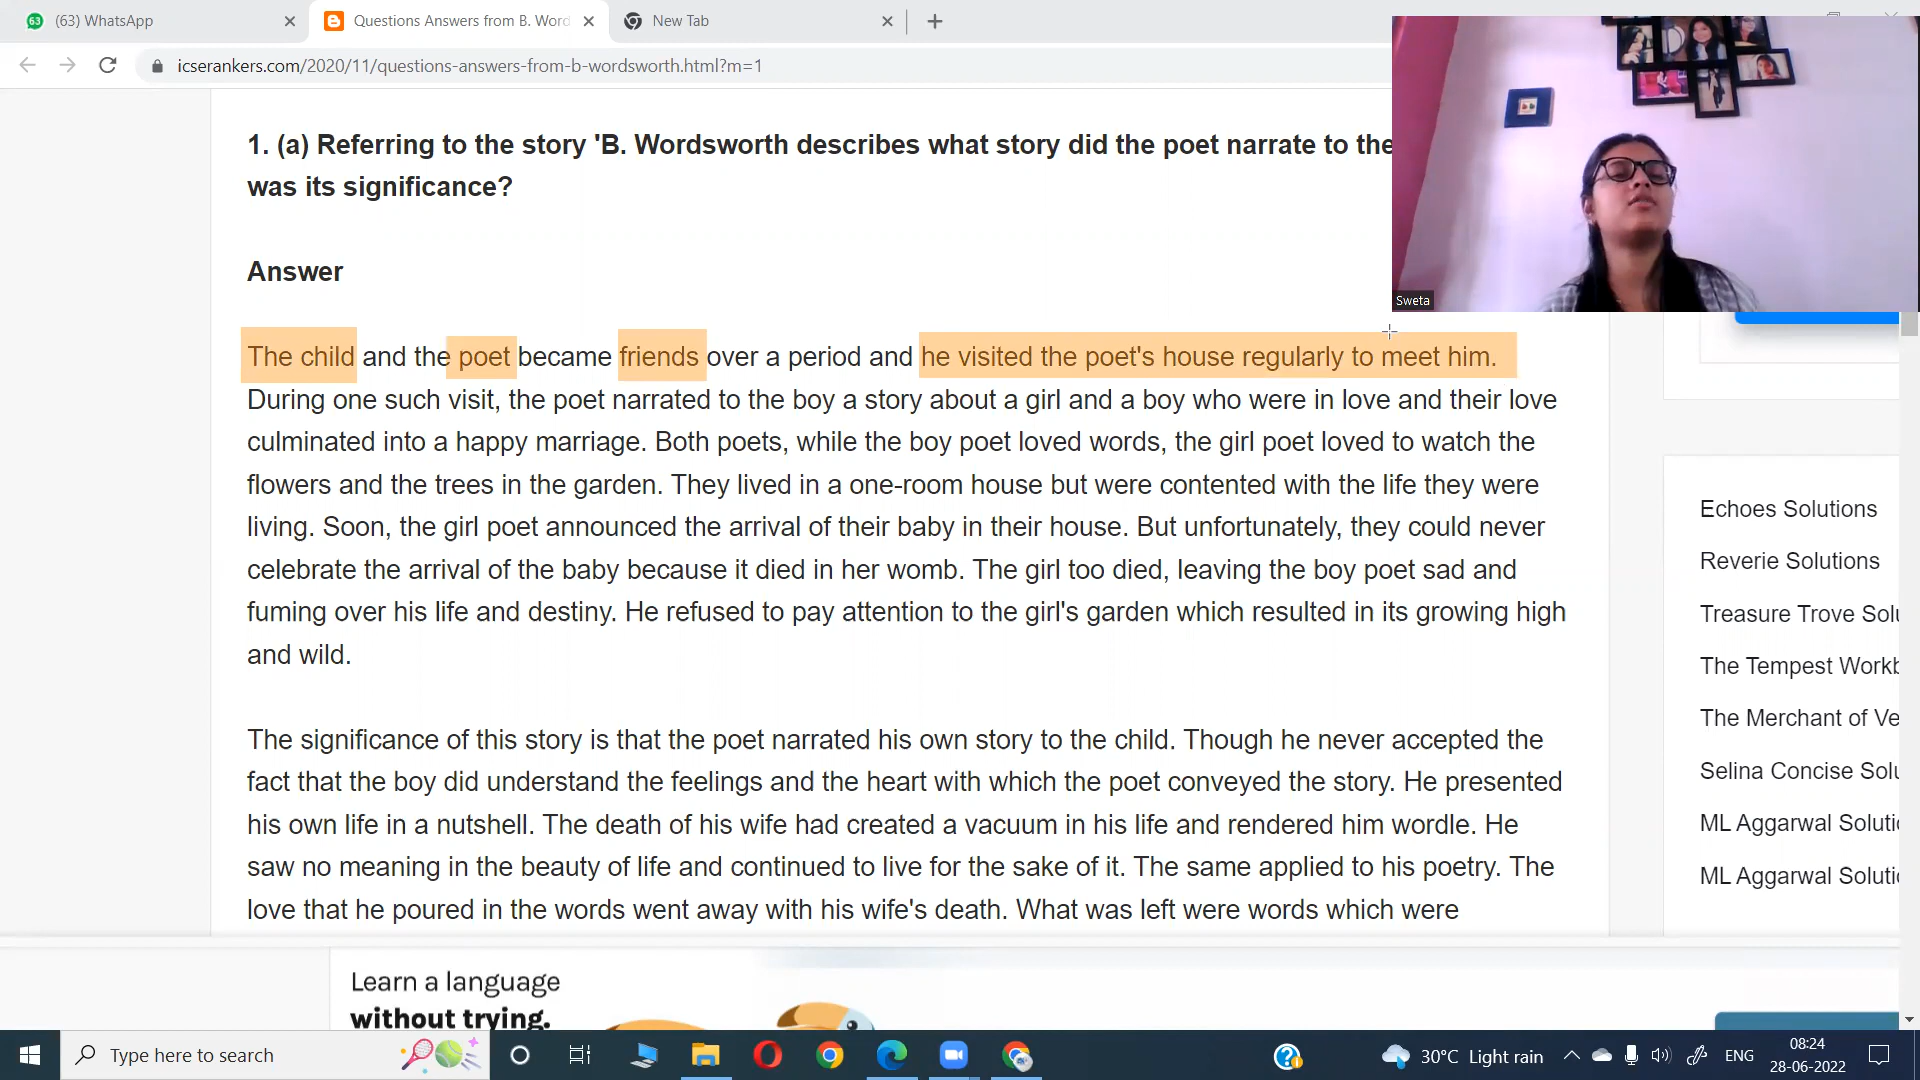 (63) WhatsApp
Questions Answers from B. Word
New Tab
icserankers.com/2020/11/questions-answers-from-b-wordsworth.html?m=1
1. (a) Referring to the story 'B. Wordsworth describes what story did the poet narrate to the
was its significance?
Answer
The child and the poet became friends over a period and he visited the poet's house regularly to meet him.
During one such visit, the poet narrated to the boy a story about a girl and a boy who were in love and their love
culminated into a happy marriage. Both poets, while the boy poet loved words, the girl poet loved to watch the
flowers and the trees in the garden. They lived in a one-room house but were contented with the life they were
living. Soon, the girl poet announced the arrival of their baby in their house. But unfortunately, they could never
celebrate the arrival of the baby because it died in her womb. The girl too died, leaving the boy poet sad and
fuming over his life and destiny. He refused to pay attention to the girl's garden which resulted in its growing high
and wild.
The significance of this story is that the poet narrated his own story to the child. Though he never accepted the
fact that the boy did understand the feelings and the heart with which the poet conveyed the story. He presented
his own life in a nutshell. The death of his wife had created a vacuum in his life and rendered him wordle. He
saw no meaning in the beauty of life and continued to live for the sake of it. The same applied to his poetry. The
love that he poured in the words went away with his wife's death. What was left were words which were
Sweta
Echoes Solutions
Reverie Solutions
Treasure Trove Solu
The Tempest Workb
The Merchant of Ve
Selina Concise Solu
ML Aggarwal Solutio
ML Aggarwal Solutio
Learn a language
without trying.
Type here to search
30°C Light rain
ENG
08:24
28-06-2022